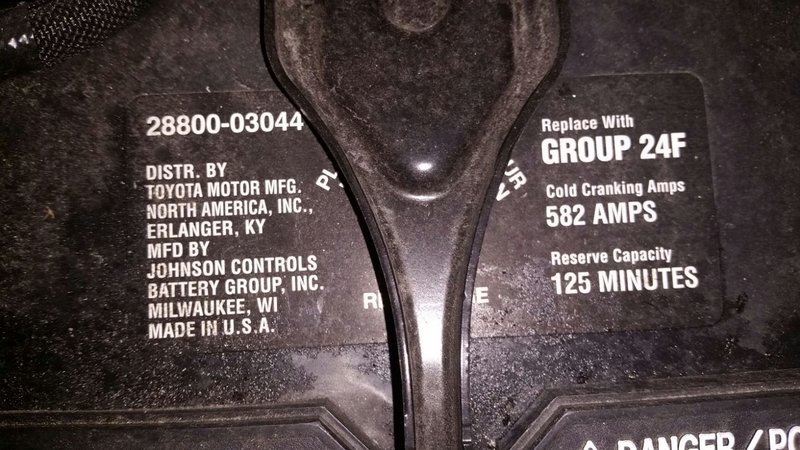 28800-03044
DISTR. BY
TOYOTA MOTOR MFG.
NORTH AMERICA, INC.,
ERLANGER, KY
MFD BY
JOHNSON CONTROLS
BATTERY GROUP, INC.
MILWAUKEE, WI
MADE IN U.S.A.
Replace With
GROUP 24F
Cold Cranking Amps
582 AMPS
Reserve Capacity
125 MINUTES
DANGER /